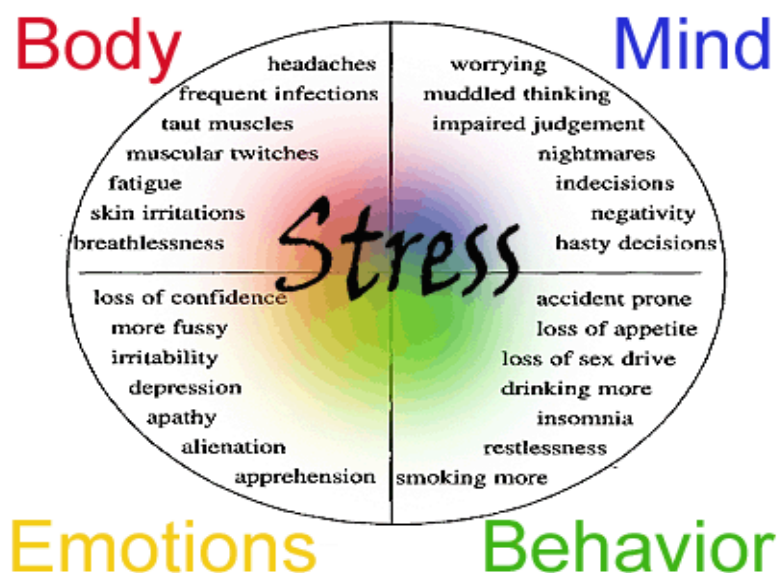 Body
Mind
headaches
frequent infections
taut muscles
muscular twitches
fatigue
skin irritations
breathlessness
worrying
muddled thinking
impaired judgement
nightmares
indecisions
negativity
hasty decisions
Stress
loss of confidence
more fussy
irritability
depression
apathy
alienation
apprehension
accident prone
loss of appetite
loss of sex drive
drinking more
insomnia
restlessness
smoking more
Emotions
Behavior